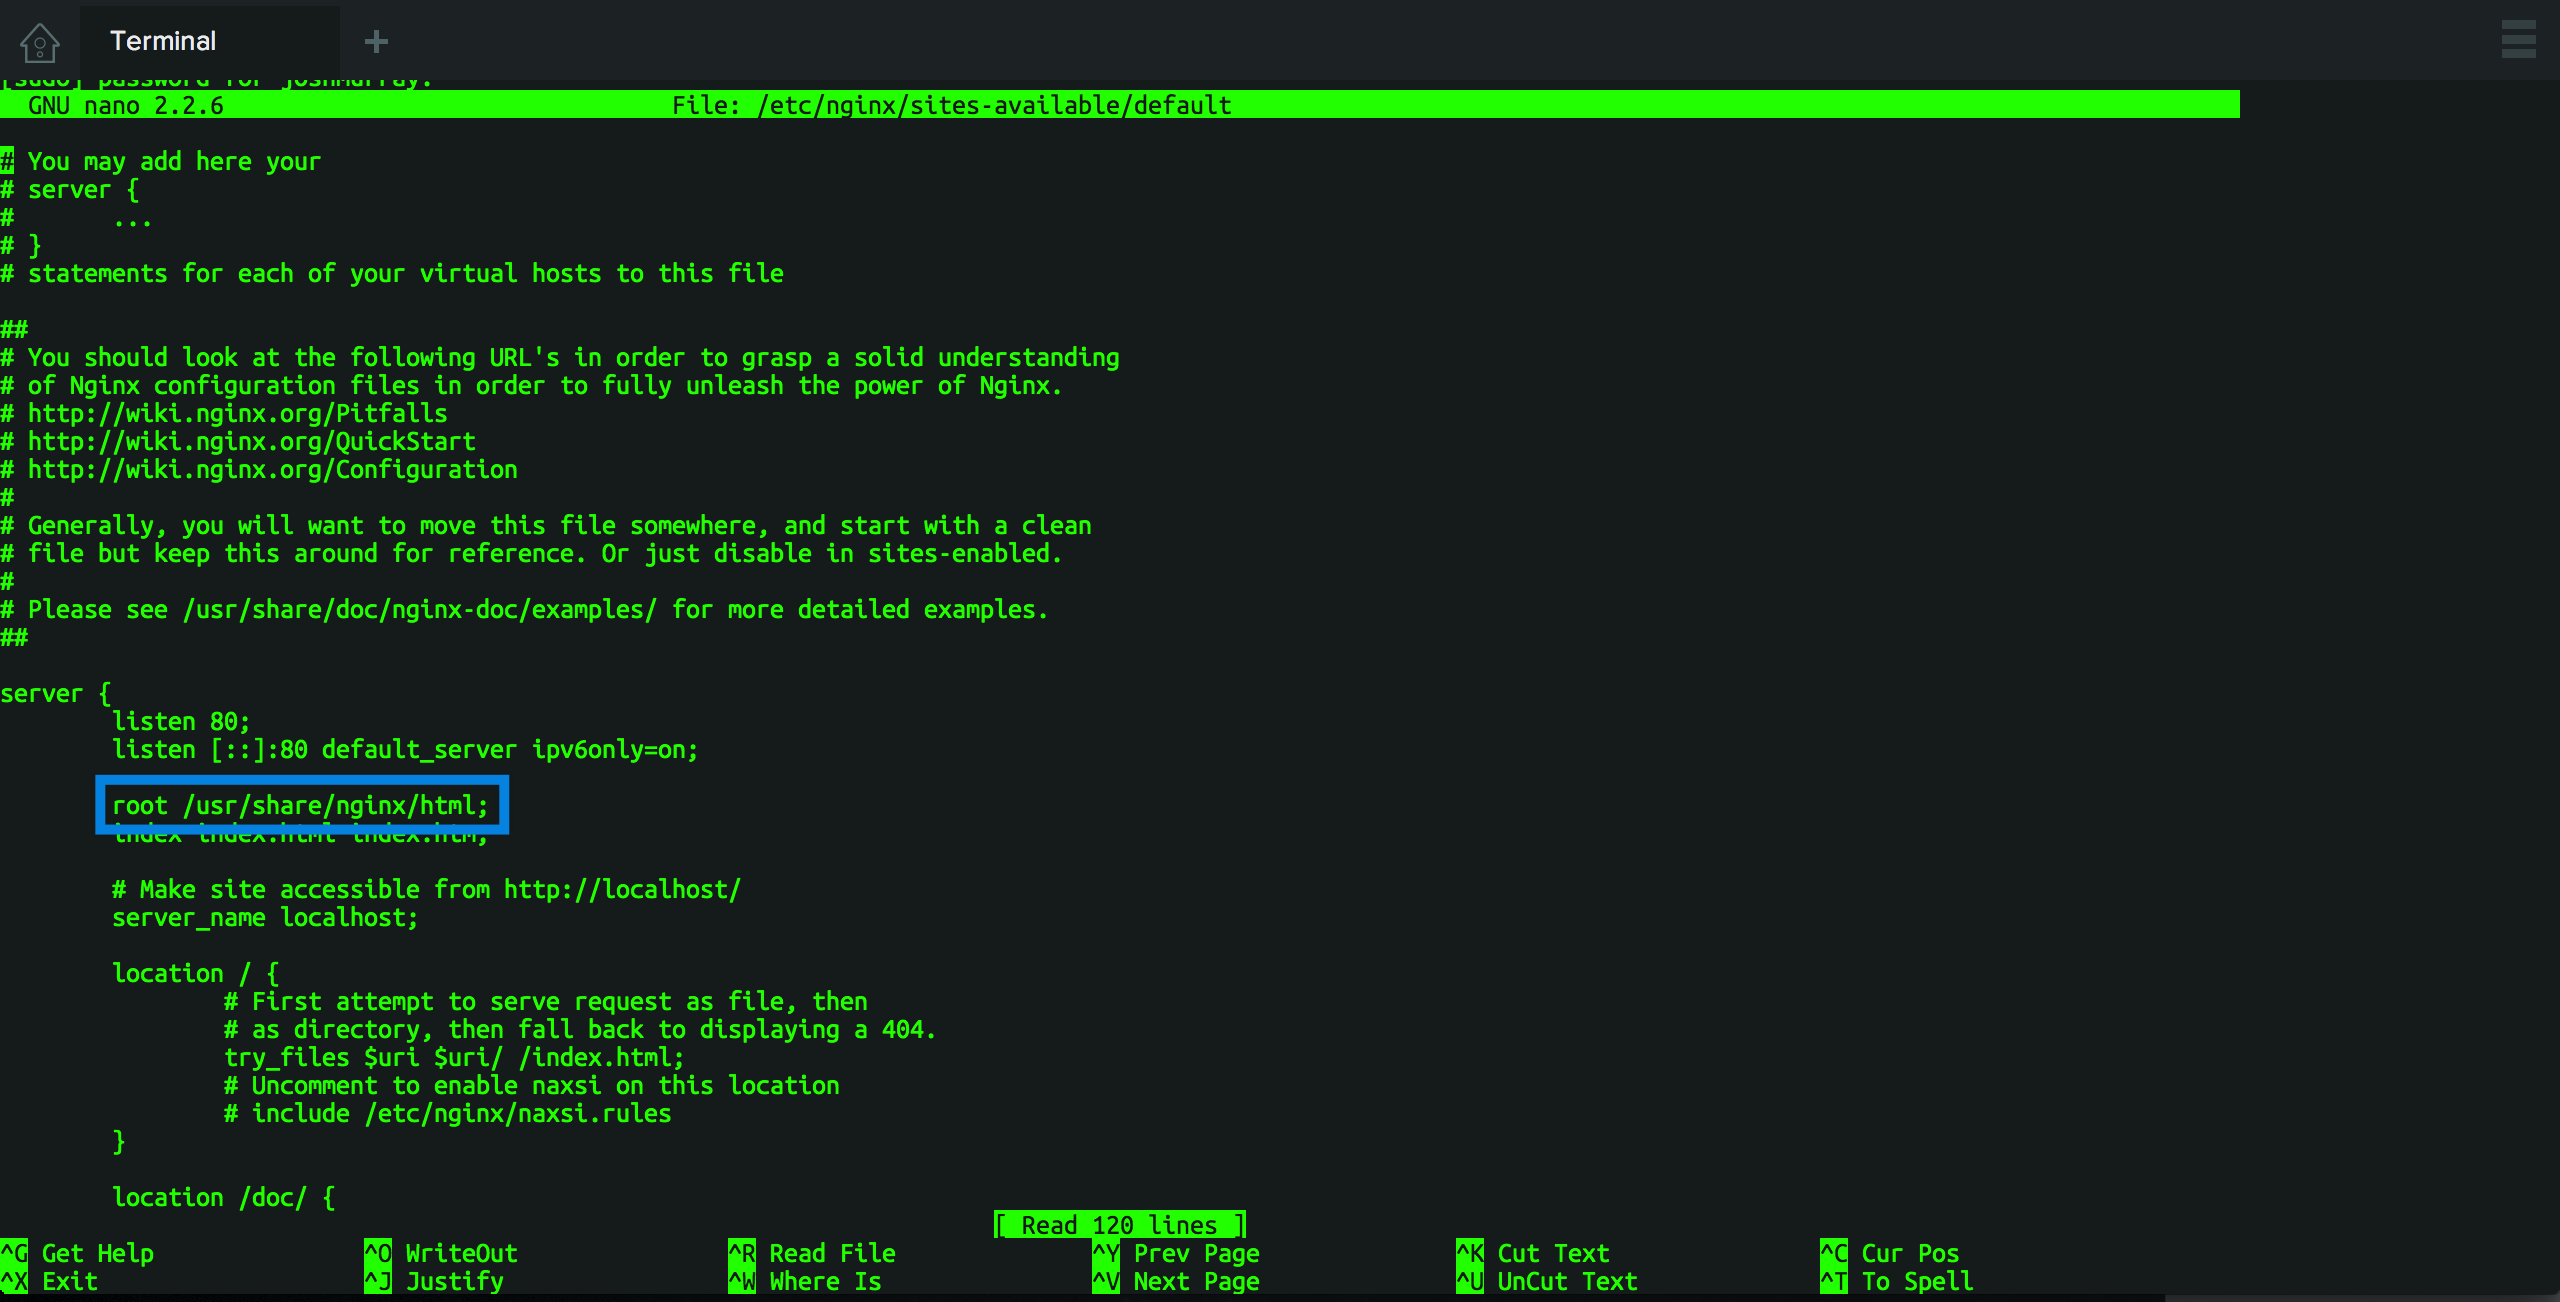 Terminal +
[sudo] password for joshmurray:
GNU nano 2.2.6 File: /etc/nginx/sites-available/default
# You may add here your
# server {
# ...
# }
# statements for each of your virtual hosts to this file
##
# You should look at the following URL's in order to grasp a solid understanding
# of Nginx configuration files in order to fully unleash the power of Nginx.
# http://wiki.nginx.org/Pitfalls
# http://wiki.nginx.org/QuickStart
# http://wiki.nginx.org/Configuration
#
# Generally, you will want to move this file somewhere, and start with a clean
# file but keep this around for reference. Or just disable in sites-enabled.
#
# Please see /usr/share/doc/nginx-doc/examples/ for more detailed examples.
##
server {
listen 80;
listen [::]:80 default_server ipv6only=on;
root /usr/share/nginx/html;
index index.html index.htm;
# Make site accessible from http://localhost/
server_name localhost;
location / {
# First attempt to serve request as file, then
# as directory, then fall back to displaying a 404.
try_files $uri $uri/ /index.html;
# Uncomment to enable naxsi on this location
# include /etc/nginx/naxsi.rules
}
location /doc/ {
[ Read 120 lines ]
^G Get Help ^O WriteOut ^R Read File ^Y Prev Page ^K Cut Text ^C Cur Pos
^X Exit ^J Justify ^W Where Is ^V Next Page ^U UnCut Text ^T To Spell